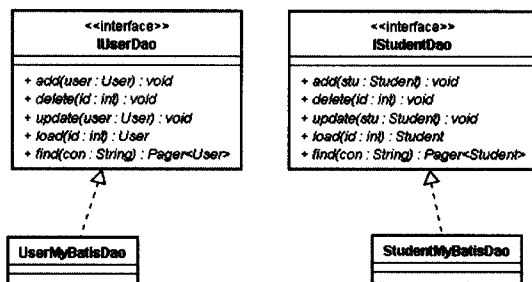 <<interface>>
IUserDao
+ add(user : User) : void
+ delete(id : int) : void
+ update(user : User) : void
+ load(id : int) : User
+ find(con : String) : Pager<User>
UserMyBatisDao
<<interface>>
IStudentDao
+ add(stu : Student) : void
+ delete(id : int) : void
+ update(stu : Student) : void
+ load(id : int) : Student
+ find(con : String) : Pager<Student>
StudentMyBatisDao